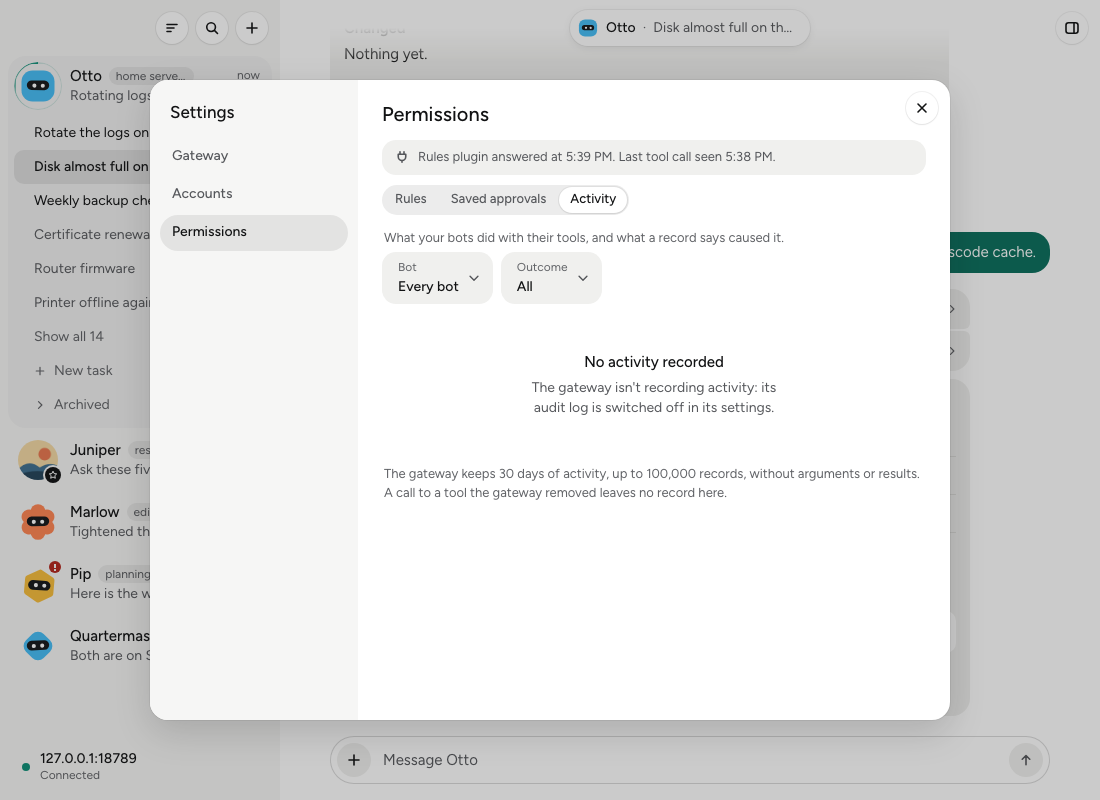 Otto · Disk almost full on th…
Changed
Nothing yet.
Otto home serve… now
Rotating logs
Rotate the logs on
Disk almost full on
Weekly backup che
Certificate renewa
Router firmware
Printer offline agai
Show all 14
New task
Archived
Juniper res
Ask these fiv
Marlow edi
Tightened th
Pip planning
Here is the w
Quartermas
Both are on S
127.0.0.1:18789
Connected
Settings
Gateway
Accounts
Permissions
Permissions
Rules plugin answered at 5:39 PM. Last tool call seen 5:38 PM.
Rules Saved approvals Activity
What your bots did with their tools, and what a record says caused it.
Bot
Every bot
Outcome
All
No activity recorded
The gateway isn't recording activity: its
audit log is switched off in its settings.
The gateway keeps 30 days of activity, up to 100,000 records, without arguments or results.
A call to a tool the gateway removed leaves no record here.
scode cache.
Message Otto